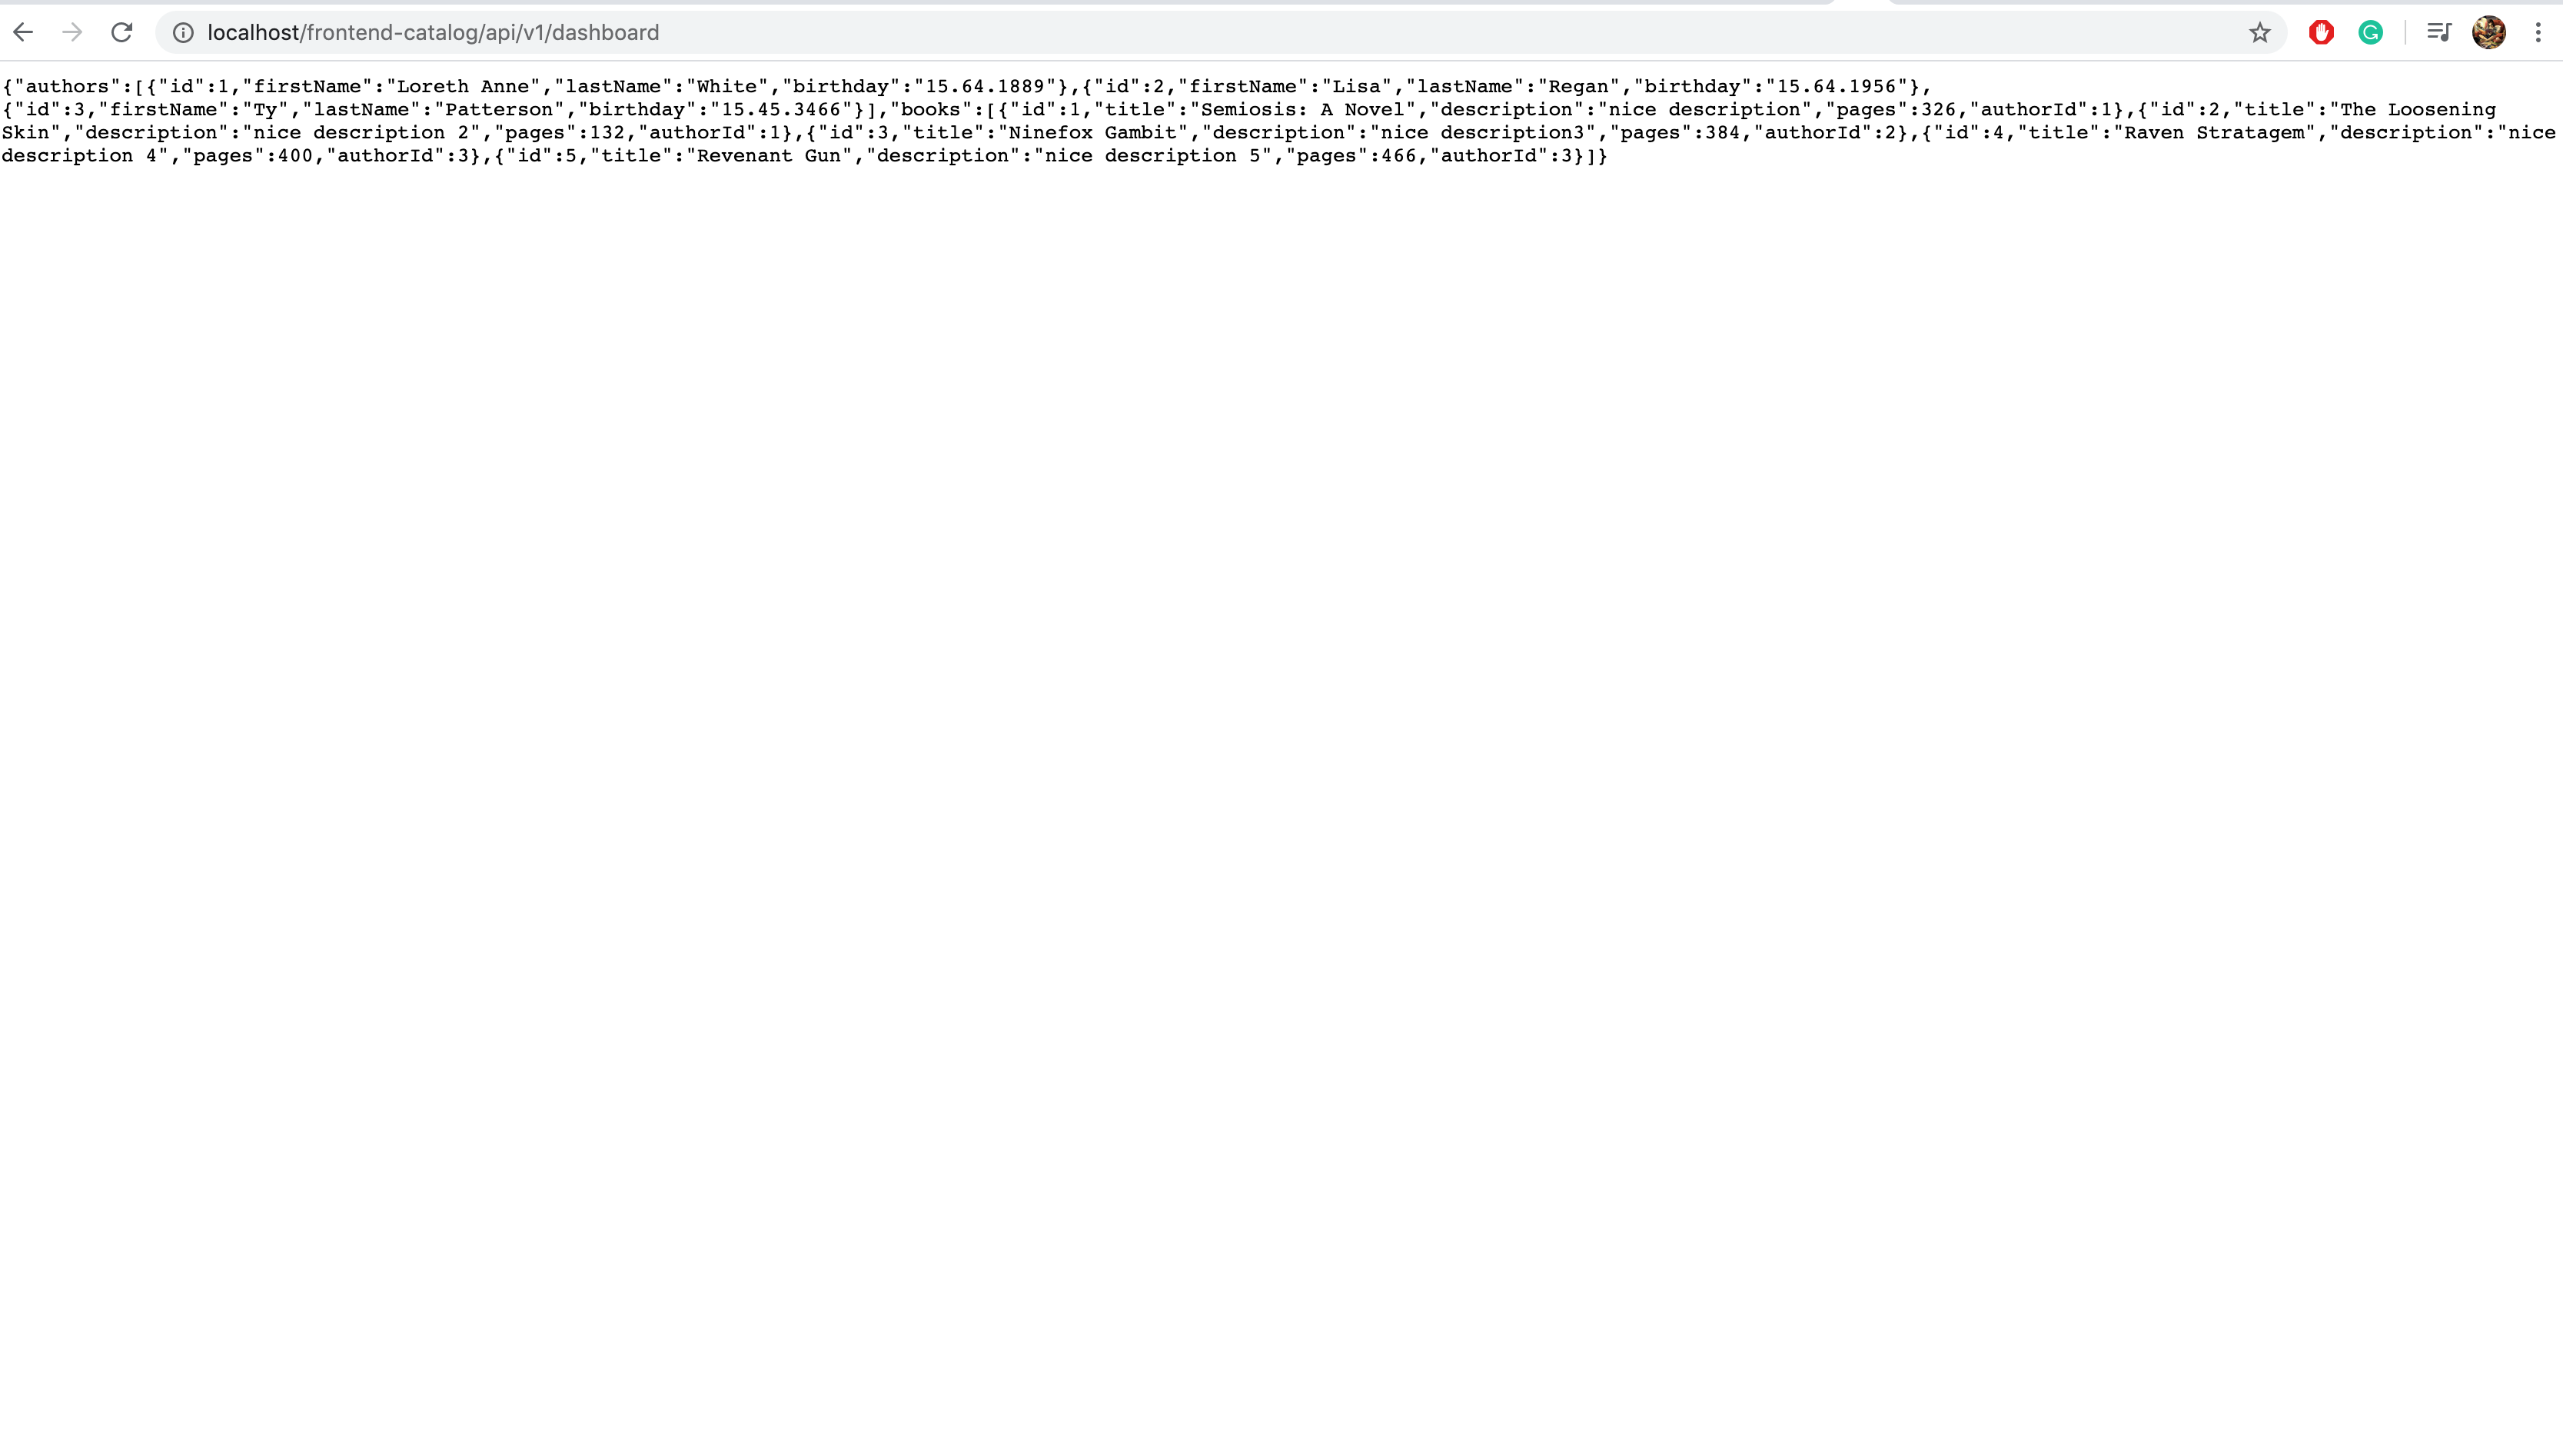 localhost/frontend-catalog/api/v1/dashboard
{"authors":[{"id":1,"firstName":"Loreth Anne","lastName":"White","birthday":"15.64.1889"},{"id":2,"firstName":"Lisa","lastName":"Regan","birthday":"15.64.1956"},
{"id":3,"firstName":"Ty","lastName":"Patterson","birthday":"15.45.3466"}],"books":[{"id":1,"title":"Semiosis: A Novel","description":"nice description","pages":326,"authorId":1},{"id":2,"title":"The Loosening
Skin","description":"nice description 2","pages":132,"authorId":1},{"id":3,"title":"Ninefox Gambit","description":"nice description3","pages":384,"authorId":2},{"id":4,"title":"Raven Stratagem","description":"nice
description 4","pages":400,"authorId":3},{"id":5,"title":"Revenant Gun","description":"nice description 5","pages":466,"authorId":3}]}